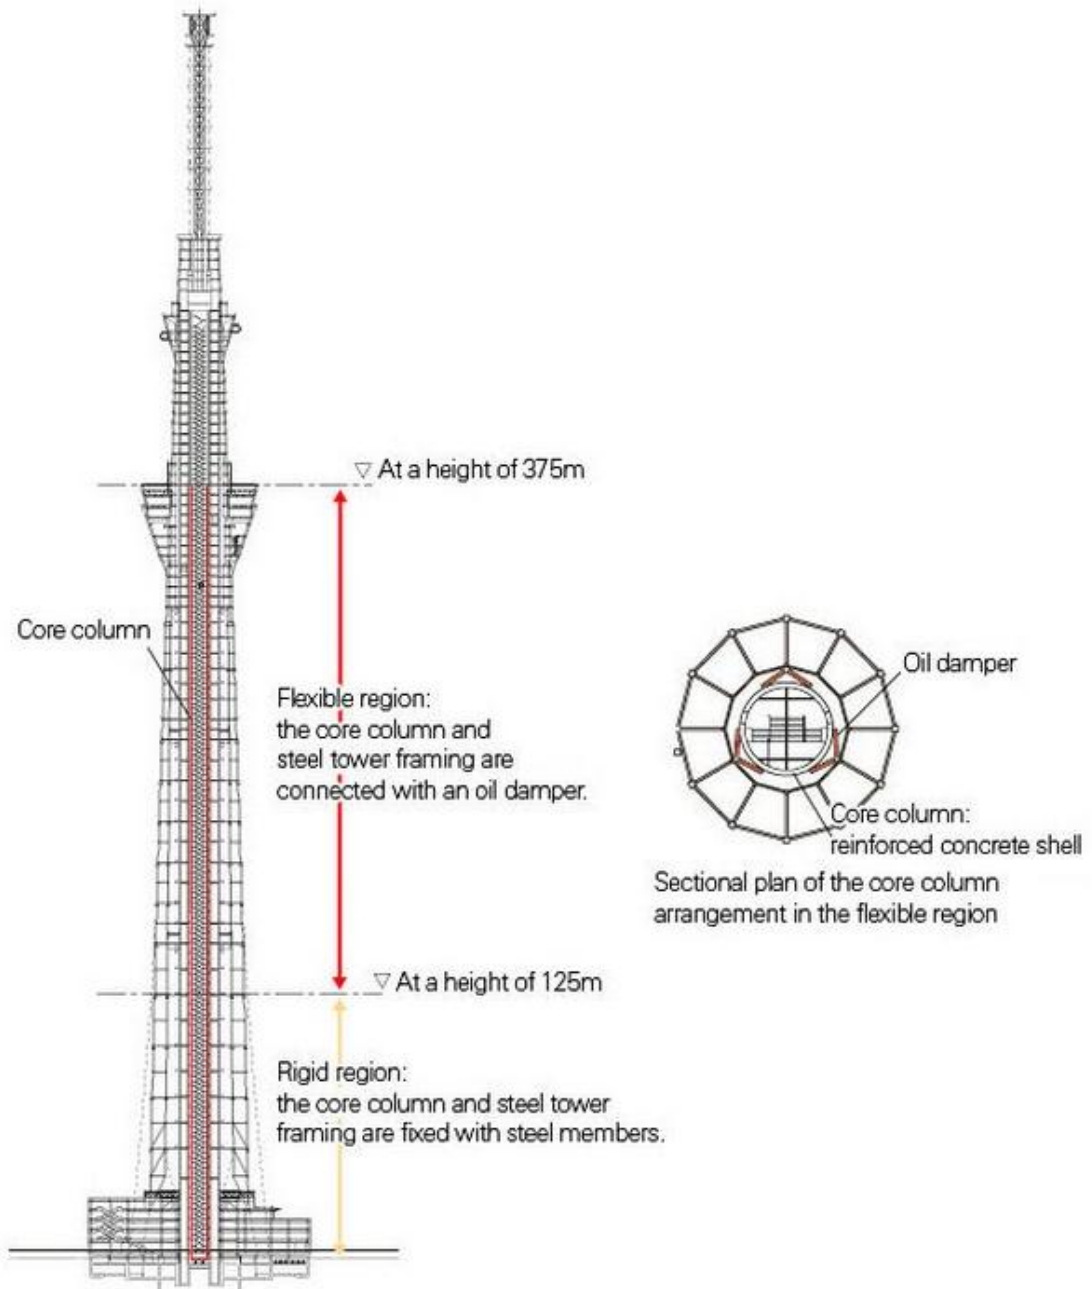 ▽ At a height of 375m
Core column
Flexible region:
the core column and
steel tower framing are
connected with an oil damper.
Oil damper
Core column:
reinforced concrete shell
Sectional plan of the core column
arrangement in the flexible region
▽ At a height of 125m
Rigid region:
the core column and steel tower
framing are fixed with steel members.